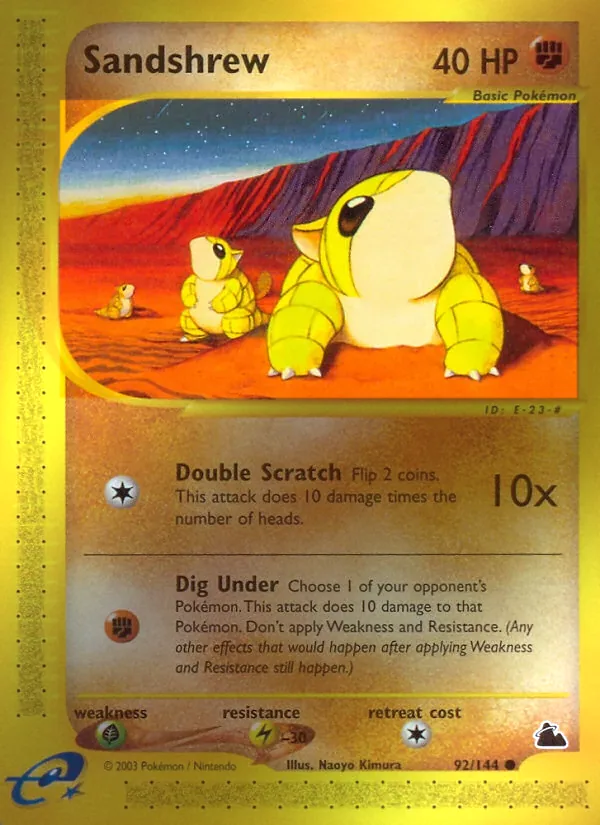 Sandshrew 40 HP
Basic Pokémon
ID: E-23-#
Double Scratch Flip 2 coins.
This attack does 10 damage times the
number of heads.
10x
Dig Under Choose 1 of your opponent's
Pokémon. This attack does 10 damage to that
Pokémon. Don't apply Weakness and Resistance. (Any
other effects that would happen after applying Weakness
and Resistance still happen.)
weakness resistance retreat cost
-30
© 2003 Pokémon / Nintendo Illus. Naoyo Kimura 92/144